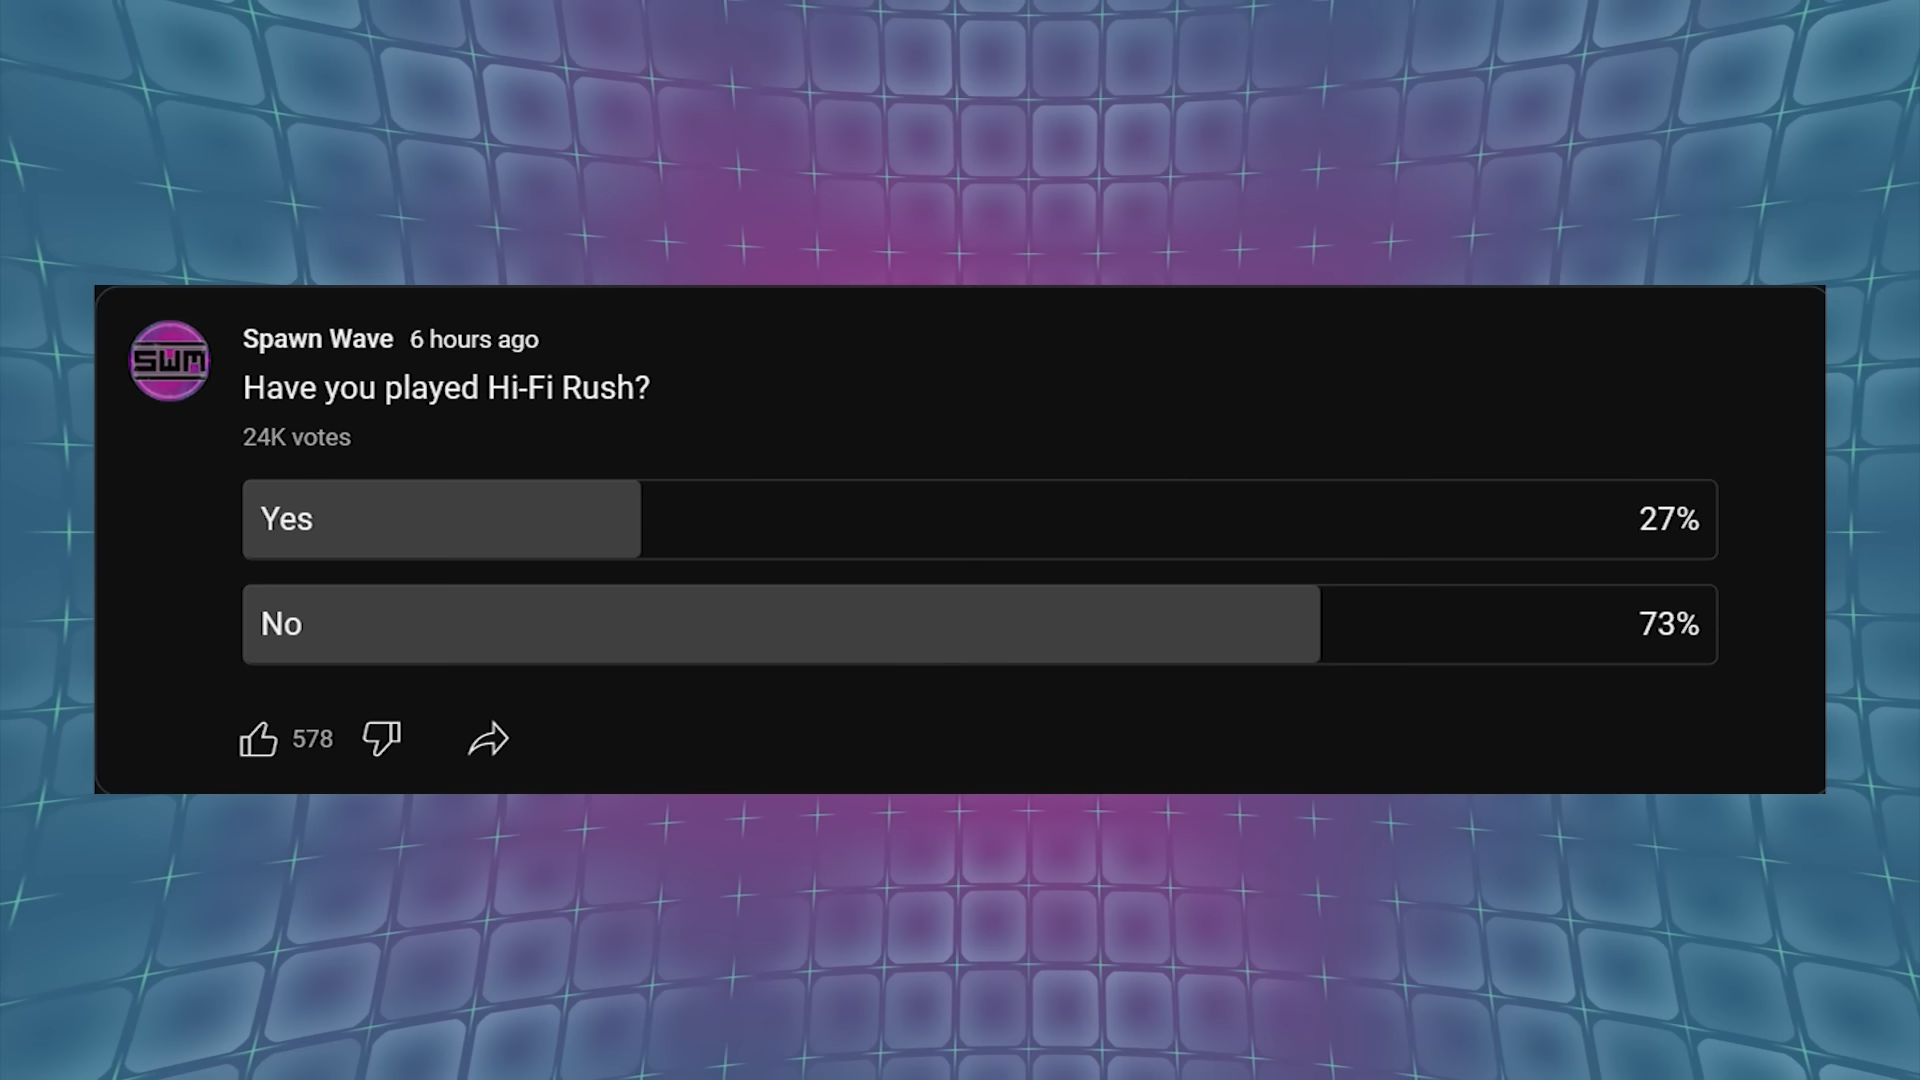 SWM
Spawn Wave 6 hours ago
Have you played Hi-Fi Rush?
24K votes
Yes 27%
No 73%
578